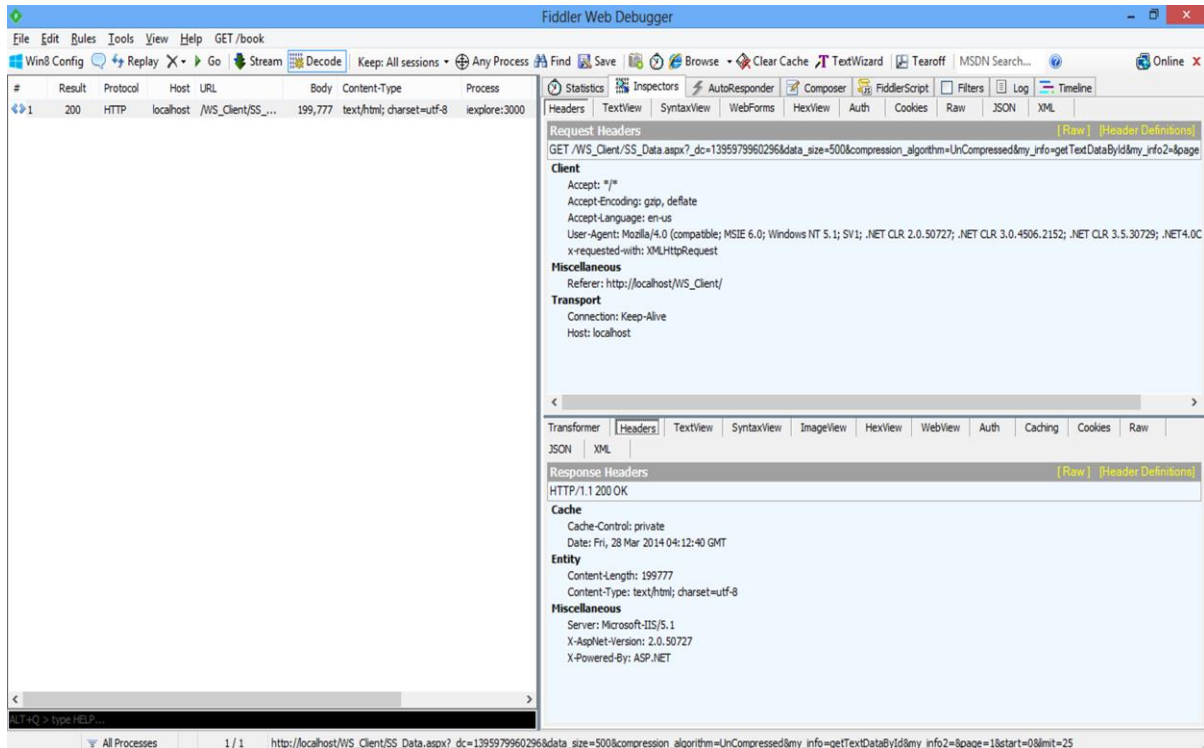 Fiddler Web Debugger
File Edit Rules Tools View Help GET /book
Win8 Config Replay Go Stream Decode Keep: All sessions Any Process Find Save Browse Clear Cache TextWizard Tearoff MSDN Search... Online
# Result Protocol Host URL Body Content-Type Process
1 200 HTTP localhost /WS_Client/SS_... 199,777 text/html; charset=utf-8 iexplore:3000
Statistics Inspectors AutoResponder Composer FiddlerScript Filters Log Timeline
Headers TextView SyntaxView WebForms HexView Auth Cookies Raw JSON XML
Request Headers [ Raw ] [Header Definitions]
GET /WS_Client/SS_Data.aspx?_dc=1395979960296&data_size=500&compression_algorithm=UnCompressed&my_info=getTextDataById&my_info2=&page
Client
Accept: */*
Accept-Encoding: gzip, deflate
Accept-Language: en-us
User-Agent: Mozilla/4.0 (compatible; MSIE 6.0; Windows NT 5.1; SV1; .NET CLR 2.0.50727; .NET CLR 3.0.4506.2152; .NET CLR 3.5.30729; .NET4.0C
x-requested-with: XMLHttpRequest
Miscellaneous
Referer: http://localhost/WS_Client/
Transport
Connection: Keep-Alive
Host: localhost
Transformer Headers TextView SyntaxView ImageView HexView WebView Auth Caching Cookies Raw
JSON XML
Response Headers [ Raw ] [Header Definitions]
HTTP/1.1 200 OK
Cache
Cache-Control: private
Date: Fri, 28 Mar 2014 04:12:40 GMT
Entity
Content-Length: 199777
Content-Type: text/html; charset=utf-8
Miscellaneous
Server: Microsoft-IIS/5.1
X-AspNet-Version: 2.0.50727
X-Powered-By: ASP.NET
ALT+Q > type HELP...
All Processes 1 / 1 http://localhost/WS_Client/SS_Data.aspx?_dc=1395979960296&data_size=500&compression_algorithm=UnCompressed&my_info=getTextDataById&my_info2=&page=1&start=0&limit=25